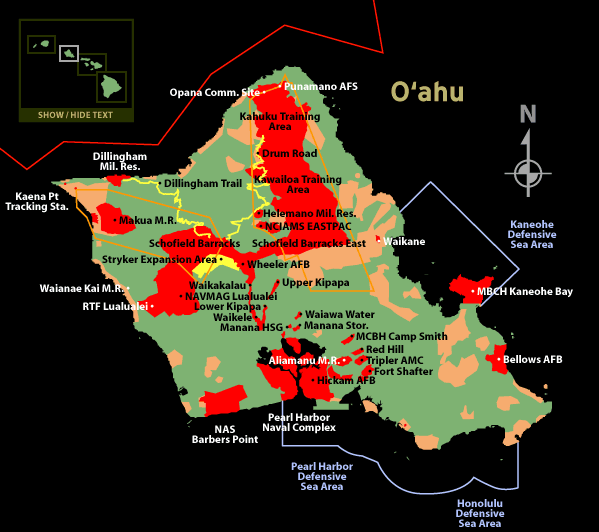 O‘ahu
N
SHOW / HIDE TEXT
Opana Comm. Site
Punamano AFS
Kahuku Training
Area
Drum Road
Dillingham
Mil. Res.
Dillingham Trail
Kawailoa Training
Area
Kaena Pt
Tracking Sta.
Makua M.R.
Helemano Mil. Res.
NCIAMS EASTPAC
Kaneohe
Defensive
Sea Area
Schofield Barracks
Schofield Barracks East
Waikane
Stryker Expansion Area
Wheeler AFB
Waianae Kai M.R.
Waikakalau
Upper Kipapa
MBCH Kaneohe Bay
NAVMAG Lualualei
RTF Lualualei
Lower Kipapa
Waikele
Waiawa Water
Manana HSG
Manana Stor.
MCBH Camp Smith
Red Hill
Aliamanu M.R.
Tripler AMC
Bellows AFB
Fort Shafter
Hickam AFB
NAS
Barbers Point
Pearl Harbor
Naval Complex
Pearl Harbor
Defensive
Sea Area
Honolulu
Defensive
Sea Area